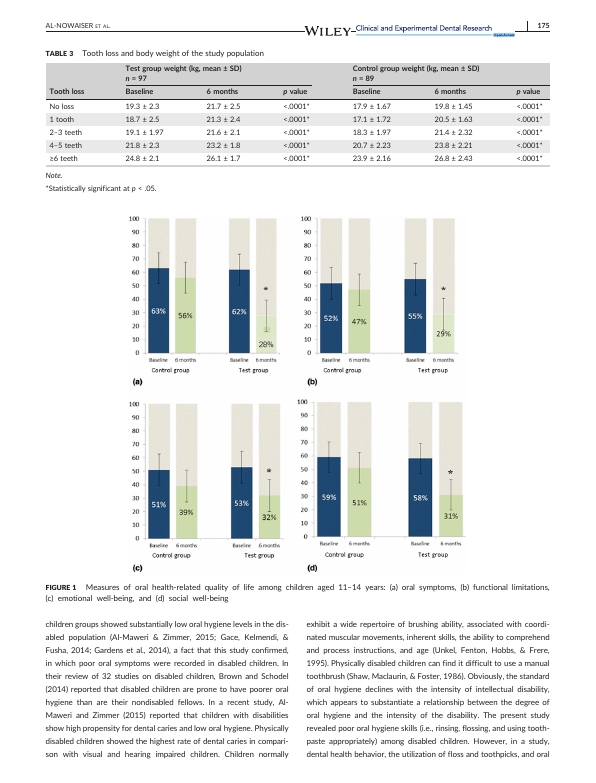 AL-NOWAISER ET AL.
WILEY Clinical and Experimental Dental Research
175
TABLE 3 Tooth loss and body weight of the study population
Test group weight (kg, mean ± SD) Control group weight (kg, mean ± SD)
n = 97 n = 89
Tooth loss Baseline 6 months p value Baseline 6 months p value
No loss 19.3 ± 2.3 21.7 ± 2.5 <.0001* 17.9 ± 1.67 19.8 ± 1.45 <.0001*
1 tooth 18.7 ± 2.5 21.3 ± 2.4 <.0001* 17.1 ± 1.72 20.5 ± 1.63 <.0001*
2–3 teeth 19.1 ± 1.97 21.6 ± 2.1 <.0001* 18.3 ± 1.97 21.4 ± 2.32 <.0001*
4–5 teeth 21.8 ± 2.3 23.2 ± 1.8 <.0001* 20.7 ± 2.23 23.8 ± 2.21 <.0001*
≥6 teeth 24.8 ± 2.1 26.1 ± 1.7 <.0001* 23.9 ± 2.16 26.8 ± 2.43 <.0001*
Note.
*Statistically significant at p < .05.
100
90
80
70
60
50
40
30
20
10
0
63%
56%
62%
*
28%
Baseline 6 months Baseline 6 months
Control group Test group
(a)
100
90
80
70
60
50
40
30
20
10
0
52%
47%
55%
*
29%
Baseline 6 months Baseline 6 months
Control group Test group
(b)
100
90
80
70
60
50
40
30
20
10
0
51%
39%
53%
*
32%
Baseline 6 months Baseline 6 months
Control group Test group
(c)
100
90
80
70
60
50
40
30
20
10
0
59%
51%
58%
*
31%
Baseline 6 months Baseline 6 months
Control group Test group
(d)
FIGURE 1 Measures of oral health-related quality of life among children aged 11–14 years: (a) oral symptoms, (b) functional limitations,
(c) emotional well-being, and (d) social well-being
children groups showed substantially low oral hygiene levels in the dis-
abled population (Al-Maweri & Zimmer, 2015; Gace, Kelmendi, &
Fusha, 2014; Gardens et al., 2014), a fact that this study confirmed,
in which poor oral symptoms were recorded in disabled children. In
their review of 32 studies on disabled children, Brown and Schodel
(2014) reported that disabled children are prone to have poorer oral
hygiene than are their nondisabled fellows. In a recent study, Al-
Maweri and Zimmer (2015) reported that children with disabilities
show high propensity for dental caries and low oral hygiene. Physically
disabled children showed the highest rate of dental caries in compari-
son with visual and hearing impaired children. Children normally
exhibit a wide repertoire of brushing ability, associated with coordi-
nated muscular movements, inherent skills, the ability to comprehend
and process instructions, and age (Unkel, Fenton, Hobbs, & Frere,
1995). Physically disabled children can find it difficult to use a manual
toothbrush (Shaw, Maclaurin, & Foster, 1986). Obviously, the standard
of oral hygiene declines with the intensity of intellectual disability,
which appears to substantiate a relationship between the degree of
oral hygiene and the intensity of the disability. The present study
revealed poor oral hygiene skills (i.e., rinsing, flossing, and using tooth-
paste appropriately) among disabled children. However, in a study,
dental health behavior, the utilization of floss and toothpicks, and oral